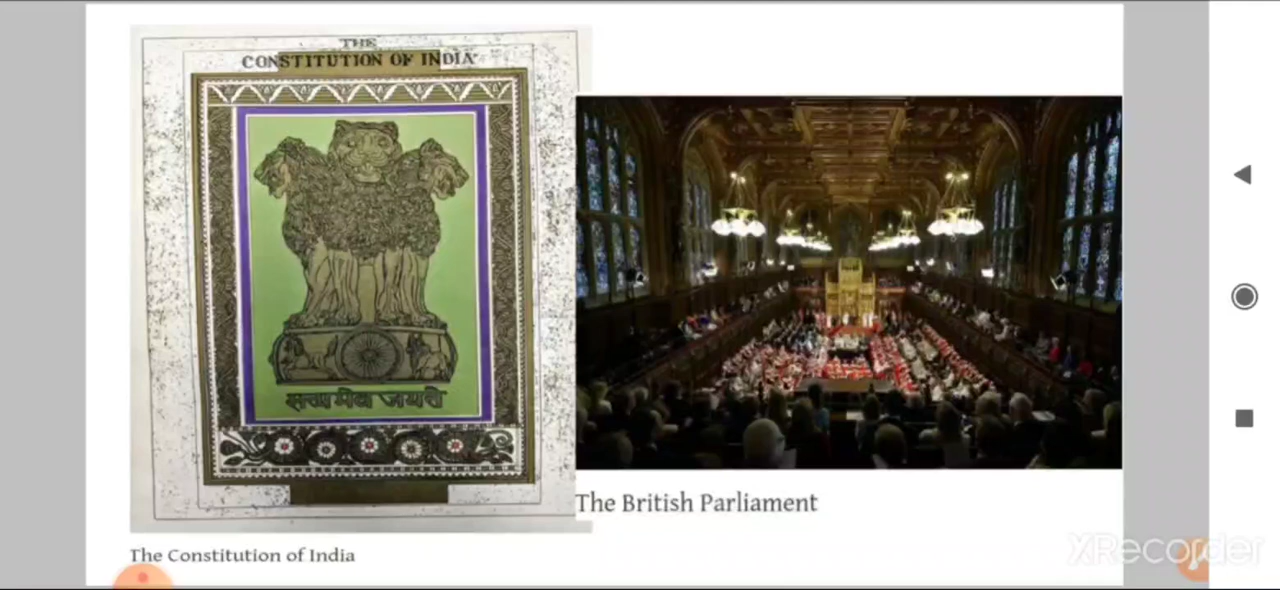 THE
CONSTITUTION OF INDIA
सत्यमेव जयते
The Constitution of India
The British Parliament
XRecorder